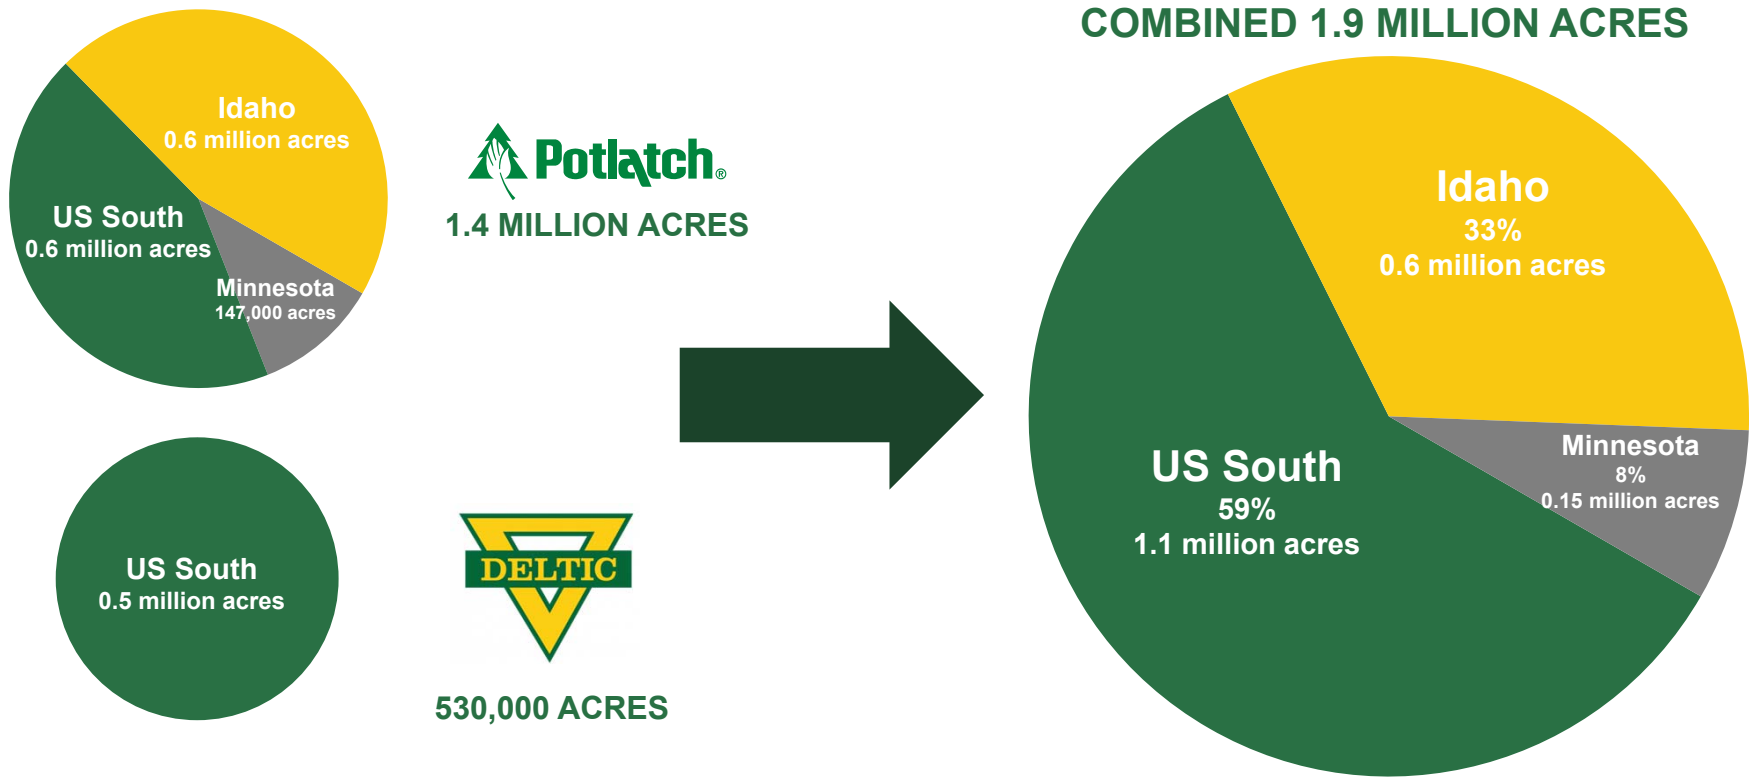 COMBINED 1.9 MILLION ACRES
Idaho
0.6 million acres
US South
0.6 million acres
Minnesota
147,000 acres
Potlatch®
1.4 MILLION ACRES
US South
0.5 million acres
DELTIC
530,000 ACRES
Idaho
33%
0.6 million acres
US South
59%
1.1 million acres
Minnesota
8%
0.15 million acres